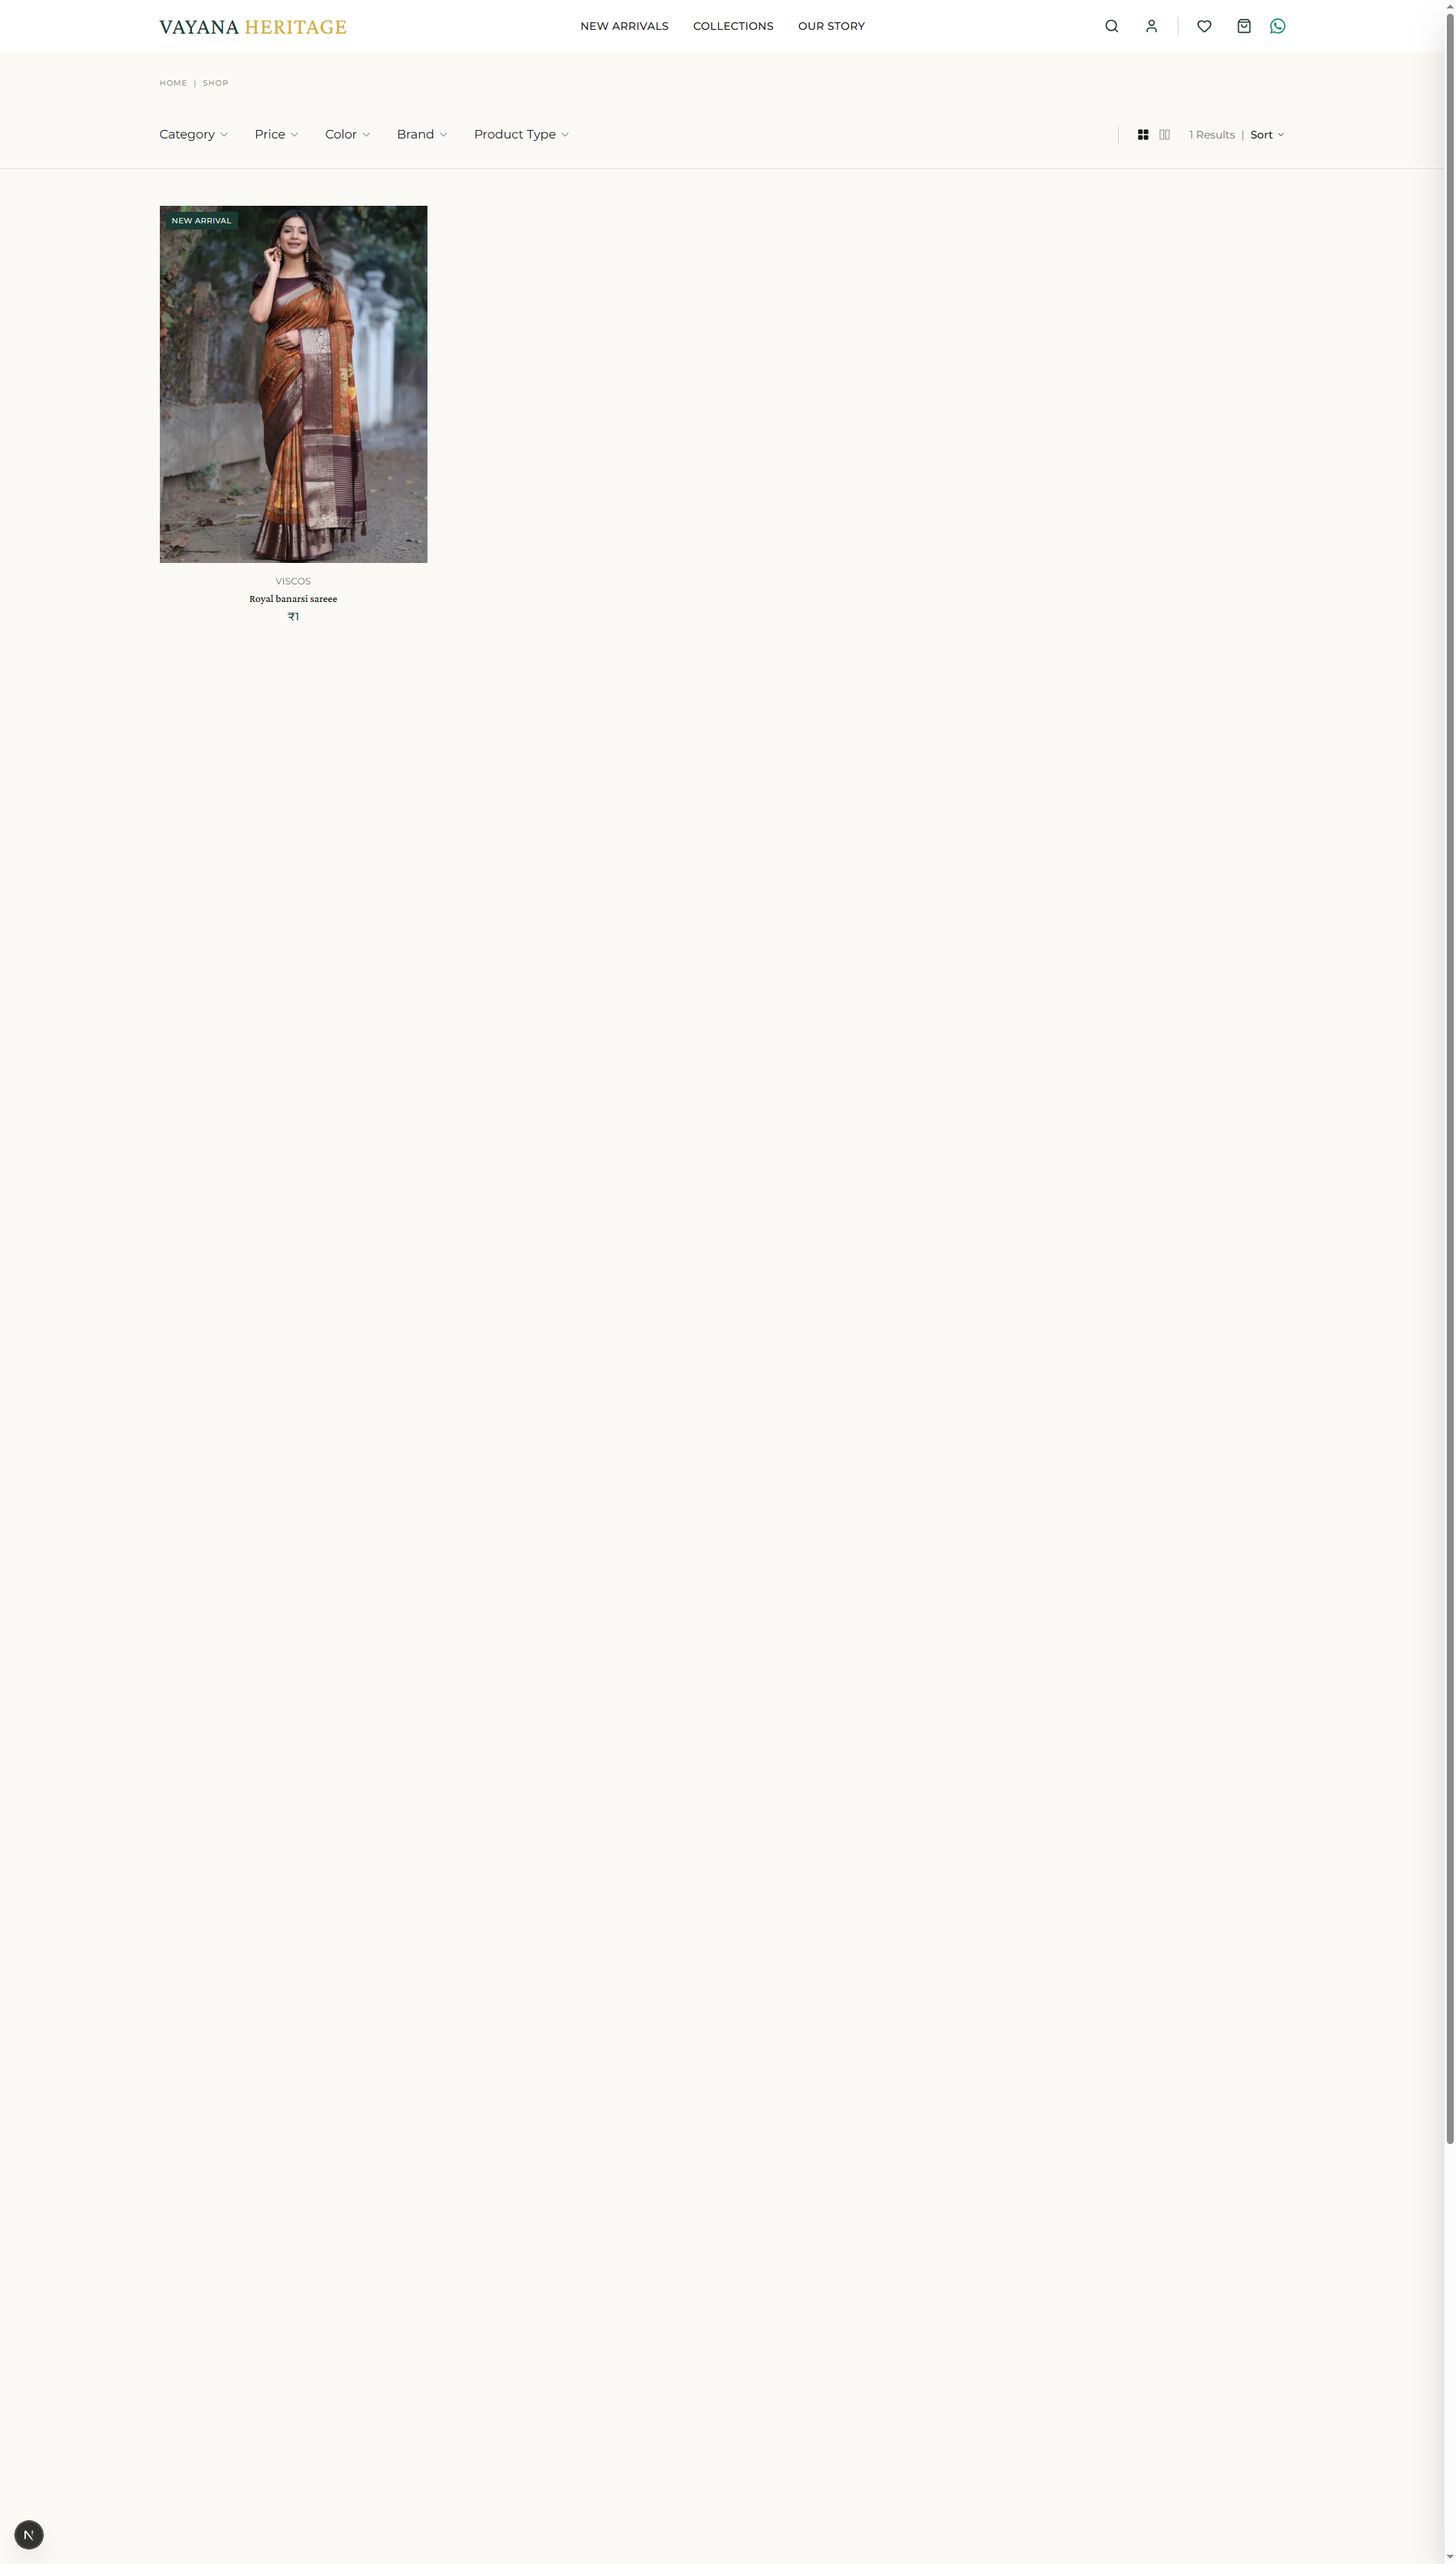 VAYANA HERITAGE
NEW ARRIVALS COLLECTIONS OUR STORY
HOME | SHOP
Category Price Color Brand Product Type
1 Results | Sort
NEW ARRIVAL
VISCOS
Royal banarsi sareee
₹1
N